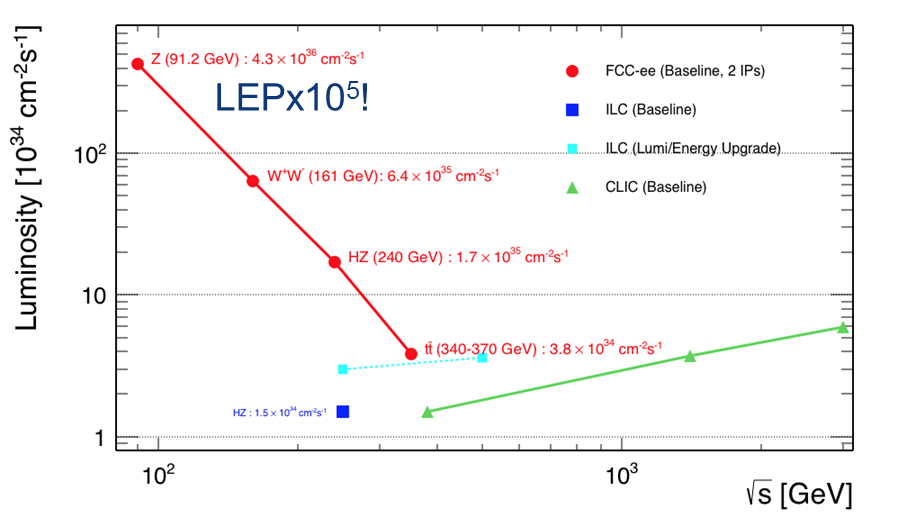 Luminosity [10³⁴ cm⁻²s⁻¹]
Z (91.2 GeV) : 4.3 × 10³⁶ cm⁻²s⁻¹
LEPx10⁵!
FCC-ee (Baseline, 2 IPs)
ILC (Baseline)
ILC (Lumi/Energy Upgrade)
CLIC (Baseline)
10²
W⁺W⁻ (161 GeV): 6.4 × 10³⁵ cm⁻²s⁻¹
HZ (240 GeV) : 1.7 × 10³⁵ cm⁻²s⁻¹
10
tt̄ (340-370 GeV) : 3.8 × 10³⁴ cm⁻²s⁻¹
HZ : 1.5 × 10³⁴ cm⁻²s⁻¹
1
10²
10³
√s [GeV]